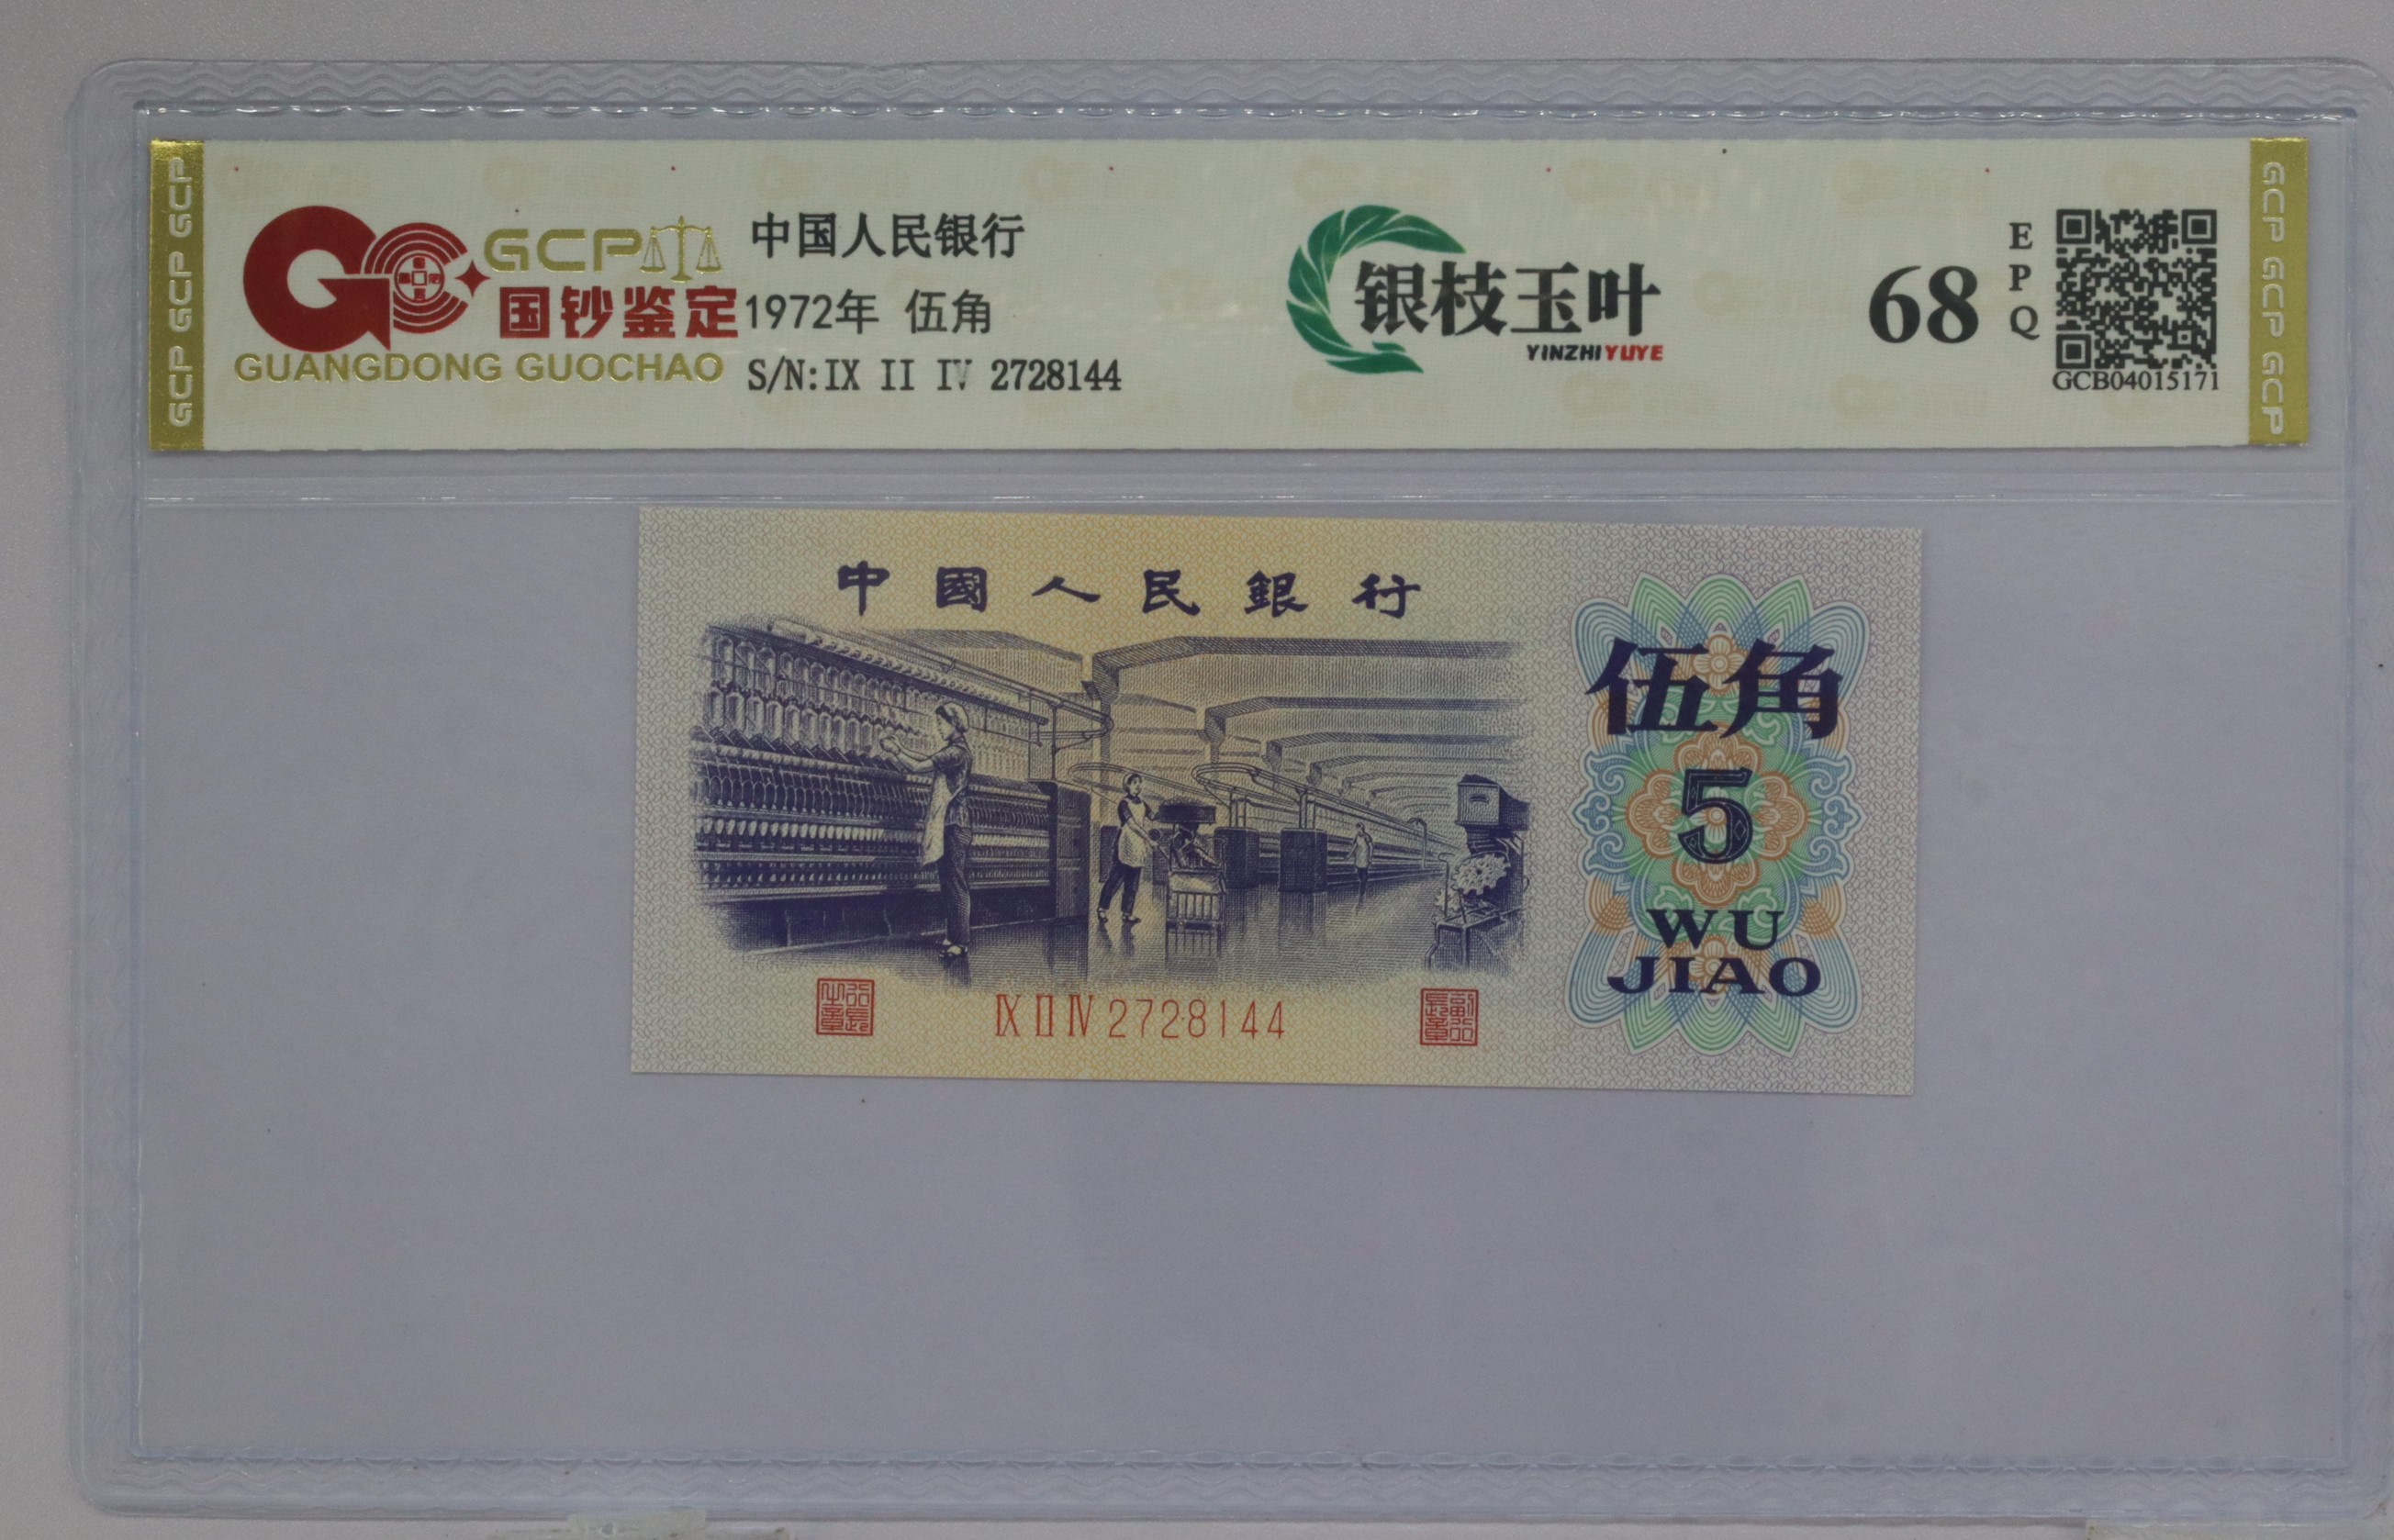 GCP GCP GCP
GCP
国钞鉴定
GUANGDONG GUOCHAO
中国人民银行
1972年 伍角
S/N:IX II IV 2728144
银枝玉叶
YINZHIYUYE
68
EPQ
GCB04015171
GCP GCP GCP
中國人民銀行
伍角
5
WU
JIAO
IX II IV 2728144